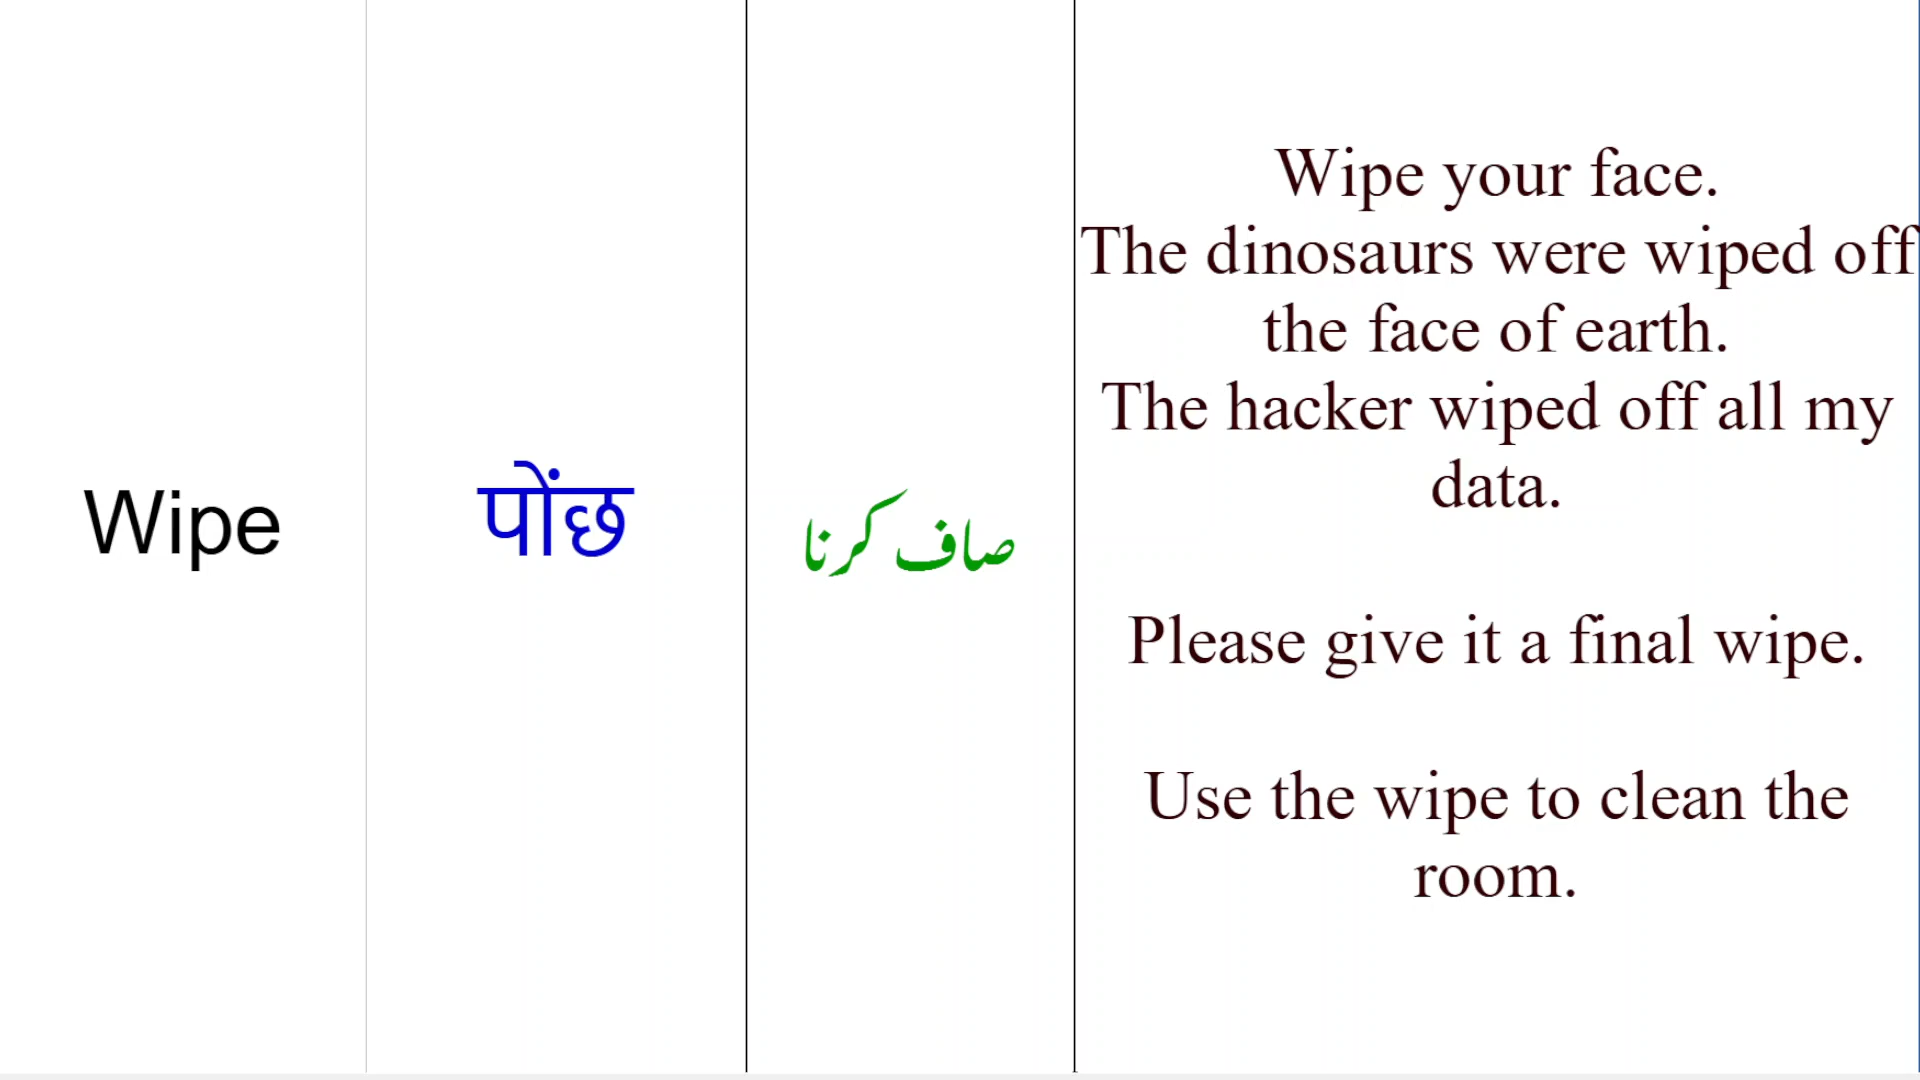 Wipe
पोंछ
صاف کرنا
Wipe your face.
The dinosaurs were wiped off
the face of earth.
The hacker wiped off all my
data.
Please give it a final wipe.
Use the wipe to clean the
room.